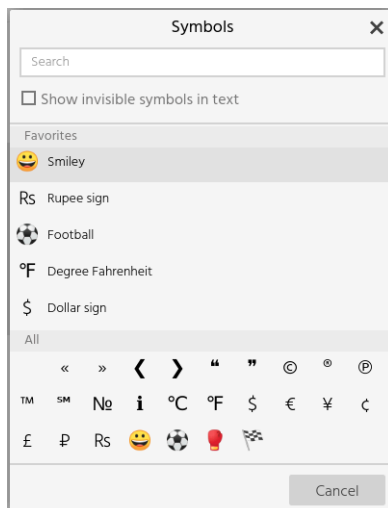 Symbols
Search
Show invisible symbols in text
Favorites
😀 Smiley
Rs Rupee sign
⚽ Football
°F Degree Fahrenheit
$ Dollar sign
All
« » ❮ ❯ ❝ ❞ © ® ℗
™ ℠ № ℹ °C °F $ € ¥ ¢
£ ₽ Rs 😀 ⚽ 🥊 🏁
Cancel